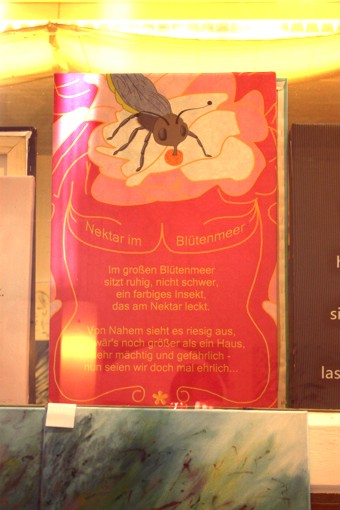 Nektar im Blütenmeer
Im großen Blütenmeer
sitzt ruhig, nicht schwer,
ein farbiges Insekt,
das am Nektar leckt.
Von Nahem sieht es riesig aus,
wär's noch größer als ein Haus,
sehr mächtig und gefährlich -
nun seien wir doch mal ehrlich...
las